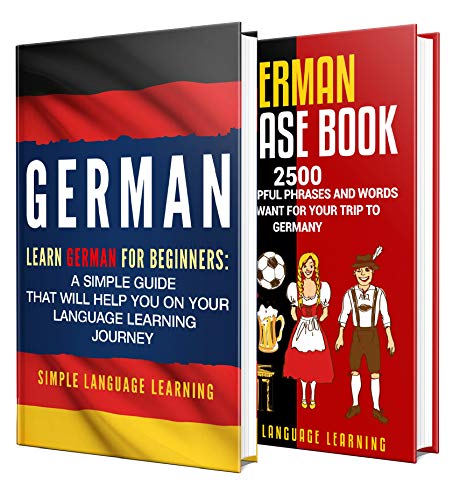 GERMAN
LEARN GERMAN FOR BEGINNERS:
A SIMPLE GUIDE
THAT WILL HELP YOU ON YOUR
LANGUAGE LEARNING
JOURNEY
SIMPLE LANGUAGE LEARNING
ERMAN
ASE BOOK
2500
PFUL PHRASES AND WORDS
WANT FOR YOUR TRIP TO
GERMANY
LANGUAGE LEARNING